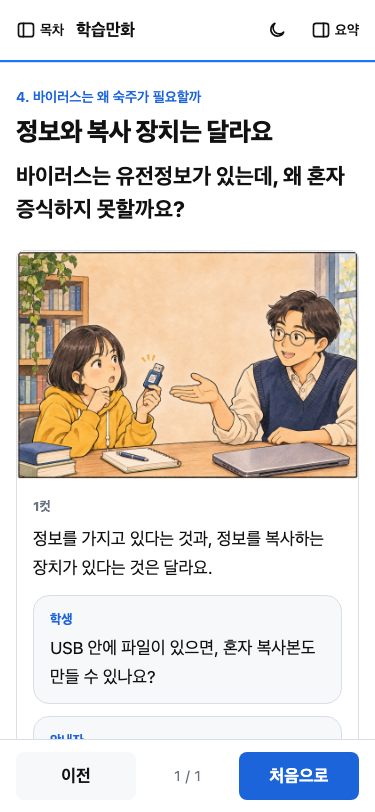 목차 학습만화 요약
4. 바이러스는 왜 숙주가 필요할까
정보와 복사 장치는 달라요
바이러스는 유전정보가 있는데, 왜 혼자
증식하지 못할까요?
1컷
정보를 가지고 있다는 것과, 정보를 복사하는
장치가 있다는 것은 달라요.
학생
USB 안에 파일이 있으면, 혼자 복사본도
만들 수 있나요?
이전 1 / 1 처음으로